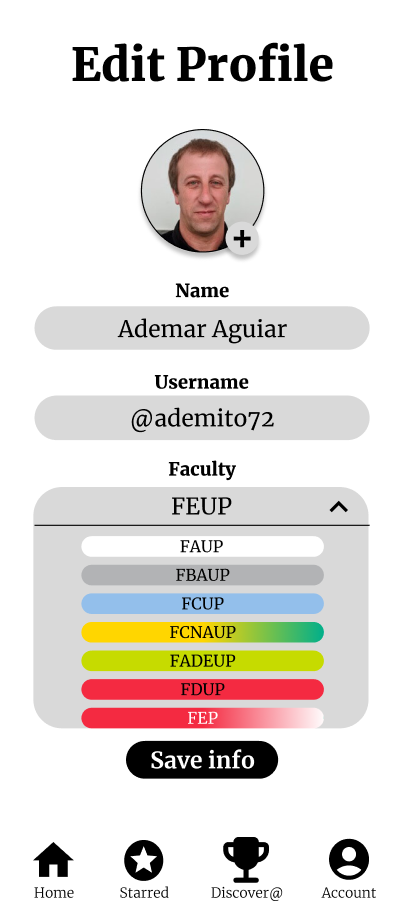 Edit Profile
Name
Ademar Aguiar
Username
@ademito72
Faculty
FEUP
FAUP
FBAUP
FCUP
FCNAUP
FADEUP
FDUP
FEP
Save info
Home Starred Discover@ Account